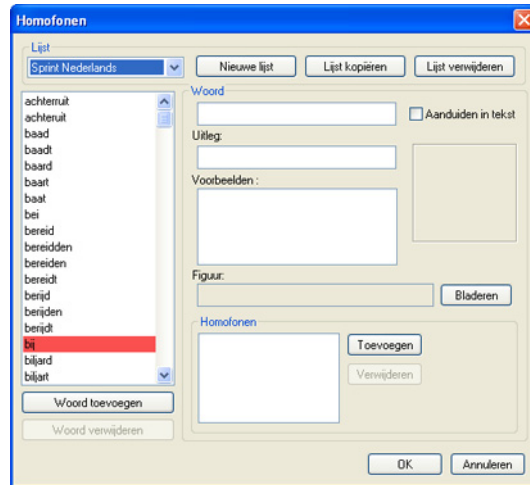 Homofonen
Lijst
Sprint Nederlands
Nieuwe lijst
Lijst kopiëren
Lijst verwijderen
achterruit
achteruit
baad
baadt
baard
baart
baat
bei
bereid
bereidden
bereiden
bereidt
berijd
berijden
berijdt
bij
biljard
biljart
Woord toevoegen
Woord verwijderen
Woord
Aanduiden in tekst
Uitleg:
Voorbeelden :
Figuur:
Bladeren
Homofonen
Toevoegen
Verwijderen
OK
Annuleren